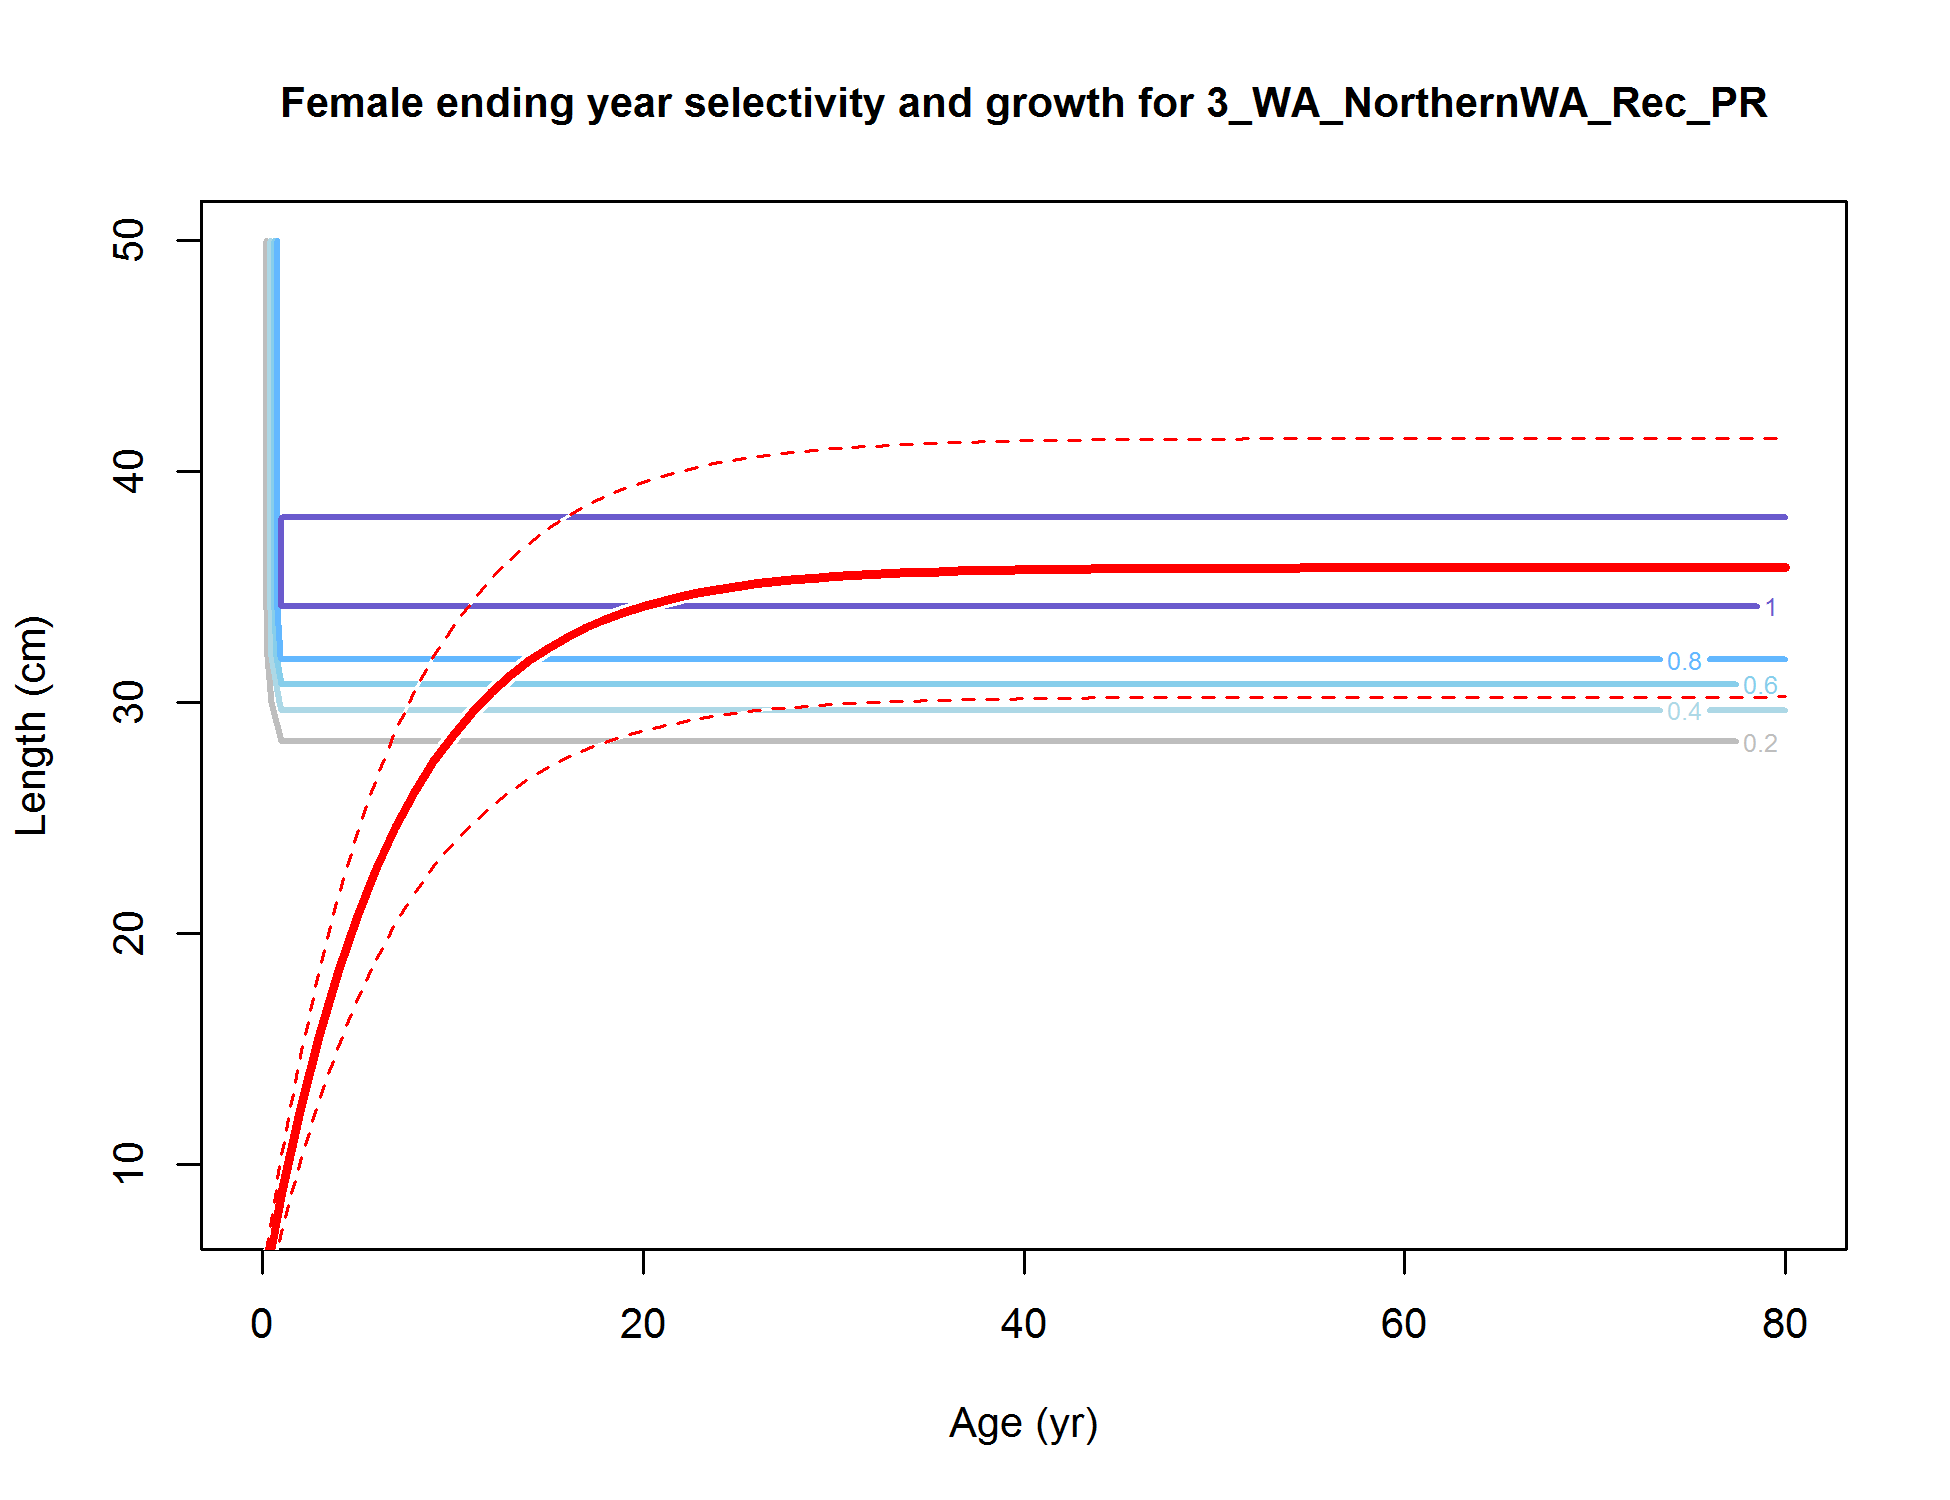 Female ending year selectivity and growth for 3_WA_NorthernWA_Rec_PR
50
40
30
20
10
Length (cm)
1
0.8
0.6
0.4
0.2
0 20 40 60 80
Age (yr)